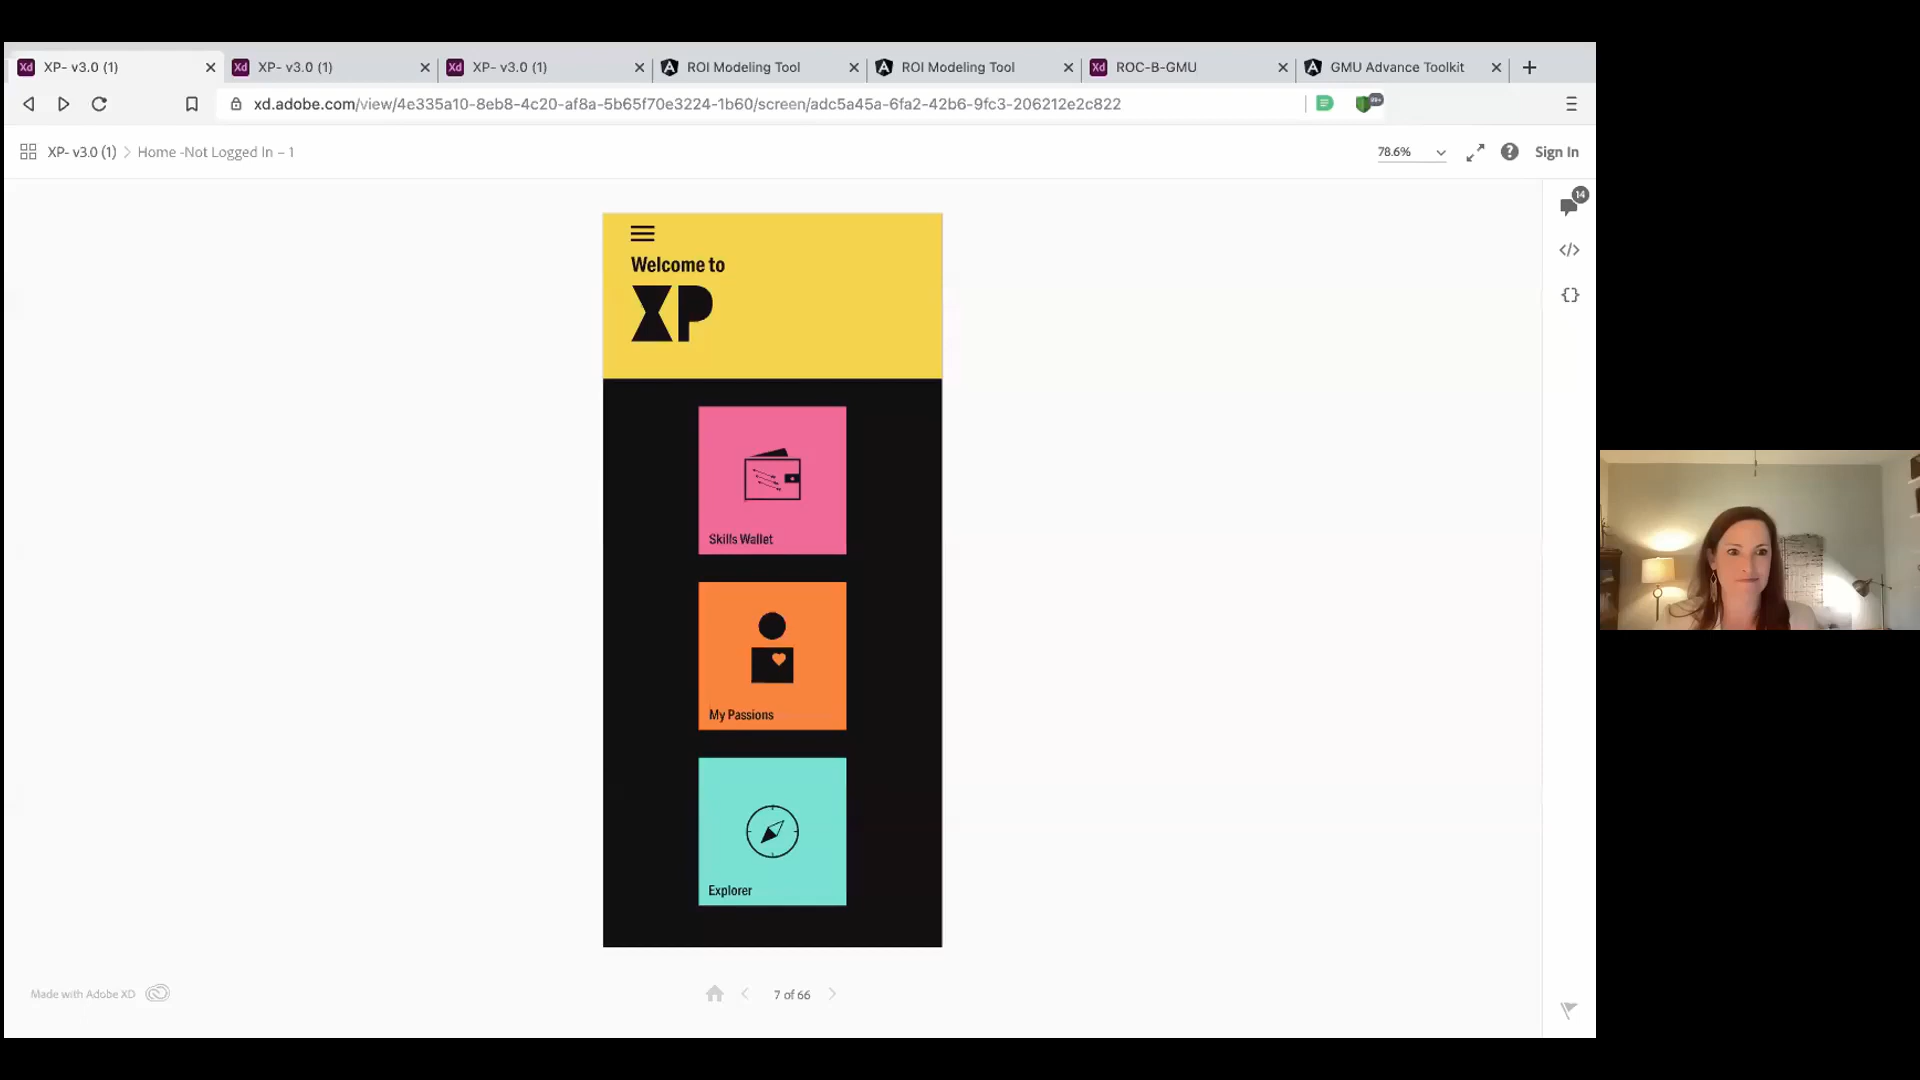 XP- v3.0 (1)
XP- v3.0 (1)
XP- v3.0 (1)
ROI Modeling Tool
ROI Modeling Tool
ROC-B-GMU
GMU Advance Toolkit
xd.adobe.com/view/4e335a10-8eb8-4c20-af8a-5b65f70e3224-1b60/screen/adc5a45a-6fa2-42b6-9fc3-206212e2c822
99+
XP- v3.0 (1) > Home -Not Logged In – 1
78.6%
Sign In
14
Welcome to
XP
Skills Wallet
My Passions
Explorer
Made with Adobe XD
7 of 66